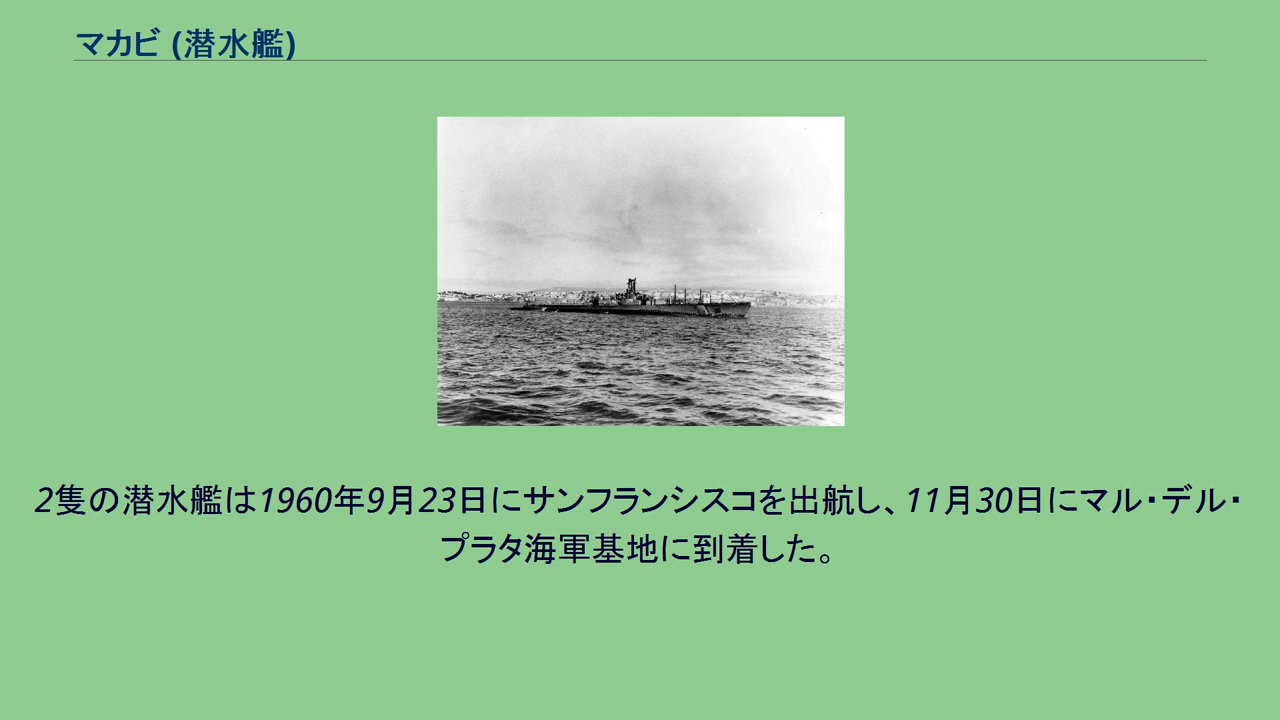 マカビ (潜水艦)
2隻の潜水艦は1960年9月23日にサンフランシスコを出航し、11月30日にマル・デル・
プラタ海軍基地に到着した。